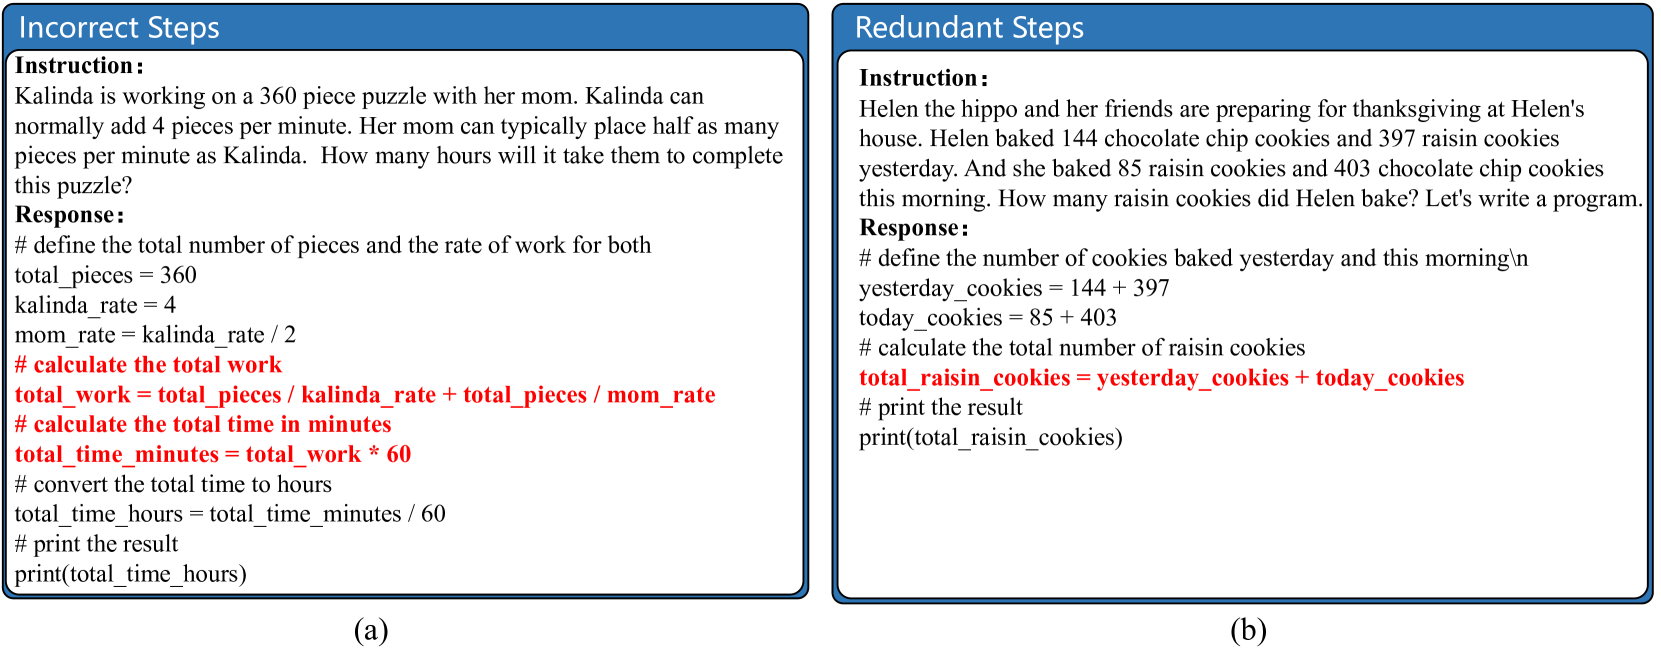 Incorrect Steps
Instruction:
Kalinda is working on a 360 piece puzzle with her mom. Kalinda can
normally add 4 pieces per minute. Her mom can typically place half as many
pieces per minute as Kalinda.  How many hours will it take them to complete
this puzzle?
Response:
# define the total number of pieces and the rate of work for both
total_pieces = 360
kalinda_rate = 4
mom_rate = kalinda_rate / 2
# calculate the total work
total_work = total_pieces / kalinda_rate + total_pieces / mom_rate
# calculate the total time in minutes
total_time_minutes = total_work * 60
# convert the total time to hours
total_time_hours = total_time_minutes / 60
# print the result
print(total_time_hours)
(a)
Redundant Steps
Instruction:
Helen the hippo and her friends are preparing for thanksgiving at Helen's
house. Helen baked 144 chocolate chip cookies and 397 raisin cookies
yesterday. And she baked 85 raisin cookies and 403 chocolate chip cookies
this morning. How many raisin cookies did Helen bake? Let's write a program.
Response:
# define the number of cookies baked yesterday and this morning\n
yesterday_cookies = 144 + 397
today_cookies = 85 + 403
# calculate the total number of raisin cookies
total_raisin_cookies = yesterday_cookies + today_cookies
# print the result
print(total_raisin_cookies)
(b)